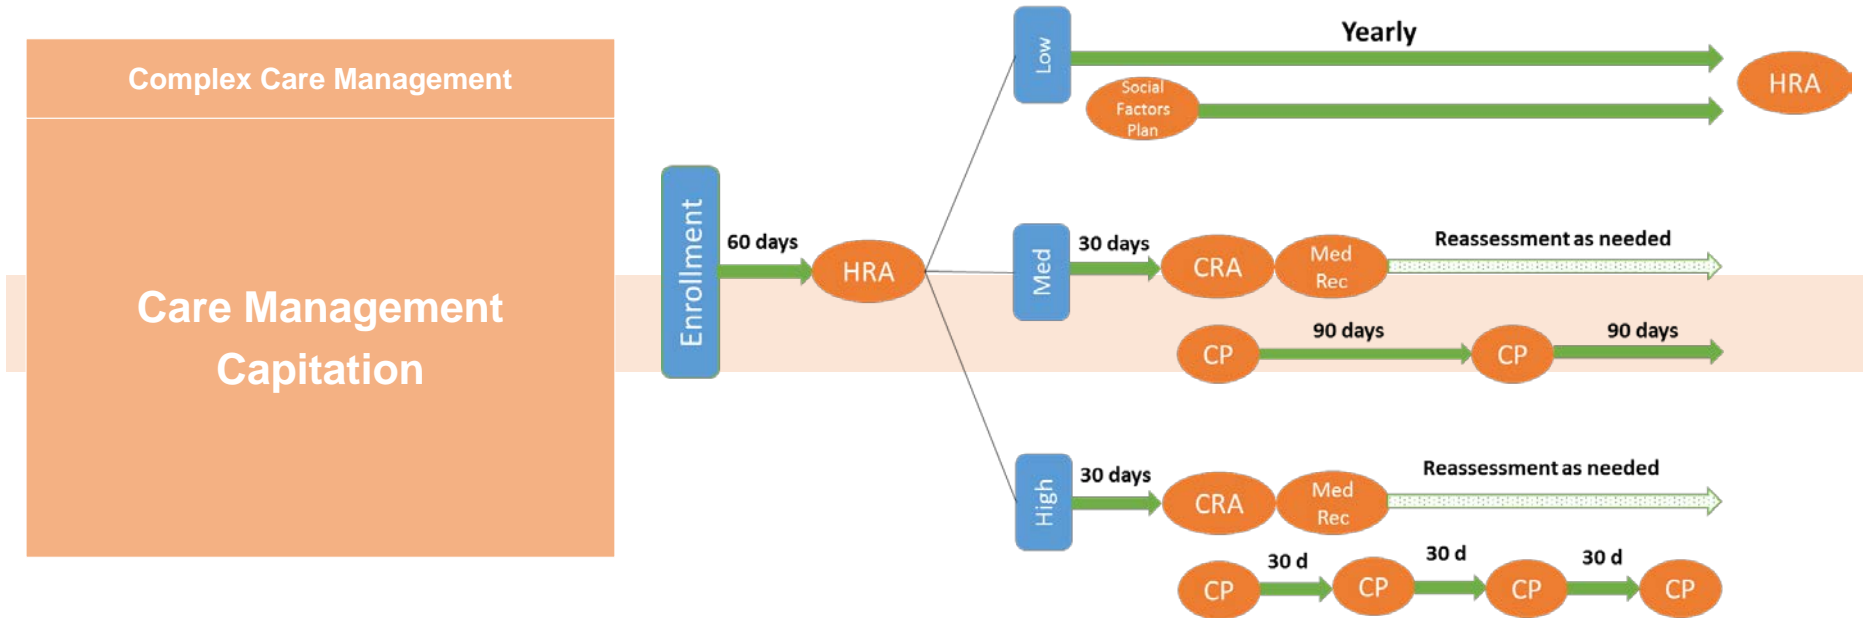 Complex Care Management
Care Management
Capitation
Enrollment
60 days
HRA
Low
Yearly
Social
Factors
Plan
HRA
Med
30 days
CRA
Med
Rec
Reassessment as needed
CP
90 days
CP
90 days
High
30 days
CRA
Med
Rec
Reassessment as needed
CP
30 d
CP
30 d
CP
30 d
CP